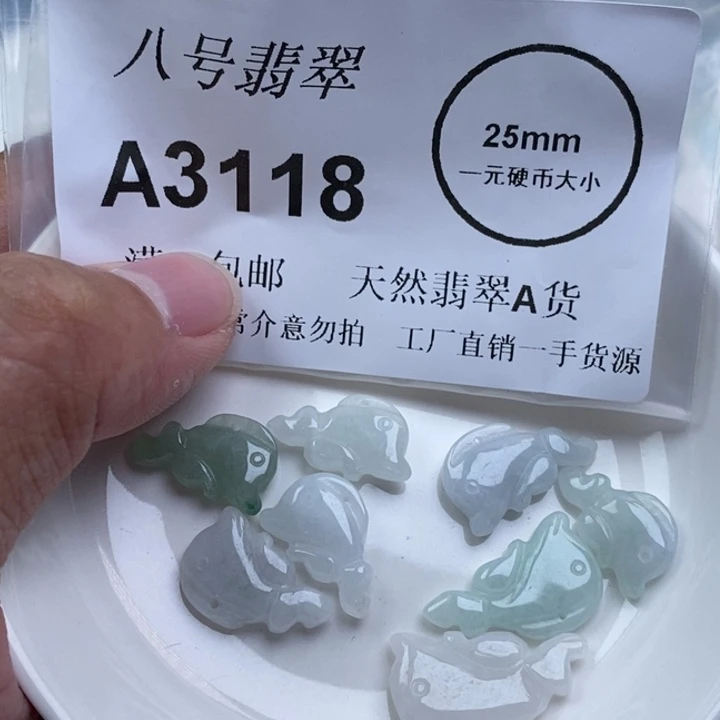 八号翡翠
A3118
25mm
一元硬币大小
包邮 天然翡翠A货
介意勿拍 工厂直销一手货源